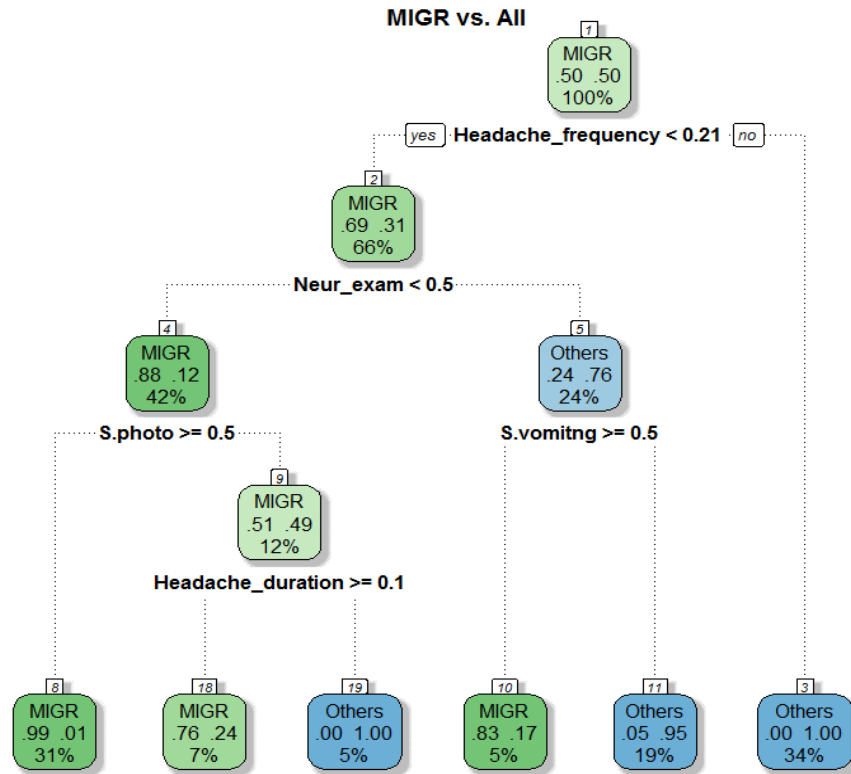 MIGR vs. All
1
MIGR
.50 .50
100%
yes Headache_frequency < 0.21 no
2
MIGR
.69 .31
66%
Neur_exam < 0.5
4
MIGR
.88 .12
42%
5
Others
.24 .76
24%
S.photo >= 0.5
S.vomitng >= 0.5
9
MIGR
.51 .49
12%
Headache_duration >= 0.1
8
MIGR
.99 .01
31%
18
MIGR
.76 .24
7%
19
Others
.00 1.00
5%
10
MIGR
.83 .17
5%
11
Others
.05 .95
19%
3
Others
.00 1.00
34%